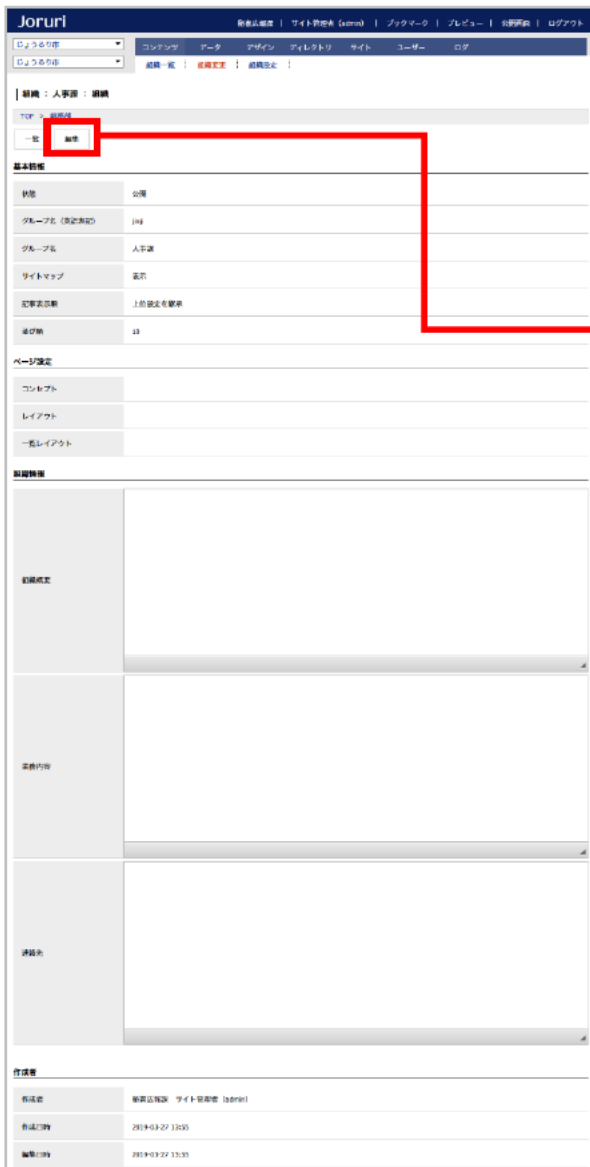 Joruri
秘書広報課 | サイト管理者 (admin) | ブックマーク | プレビュー | 公開画面 | ログアウト
じょうるり市
コンテンツ データ デザイン ディレクトリ サイト ユーザー ログ
じょうるり市
組織一覧 組織変更 組織設定
組織 : 人事課 : 組織
TOP > 総務部
一覧 編集
基本情報
状態 公開
グループ名 (英語表記) jinji
グループ名 人事課
サイトマップ 表示
記事表示順 上位設定を継承
並び順 13
ページ設定
コンセプト
レイアウト
一覧レイアウト
組織情報
組織概要
業務内容
連絡先
作成者
作成者 秘書広報課 サイト管理者 (admin)
作成日時 2019-03-27 13:55
編集日時 2019-03-27 13:55